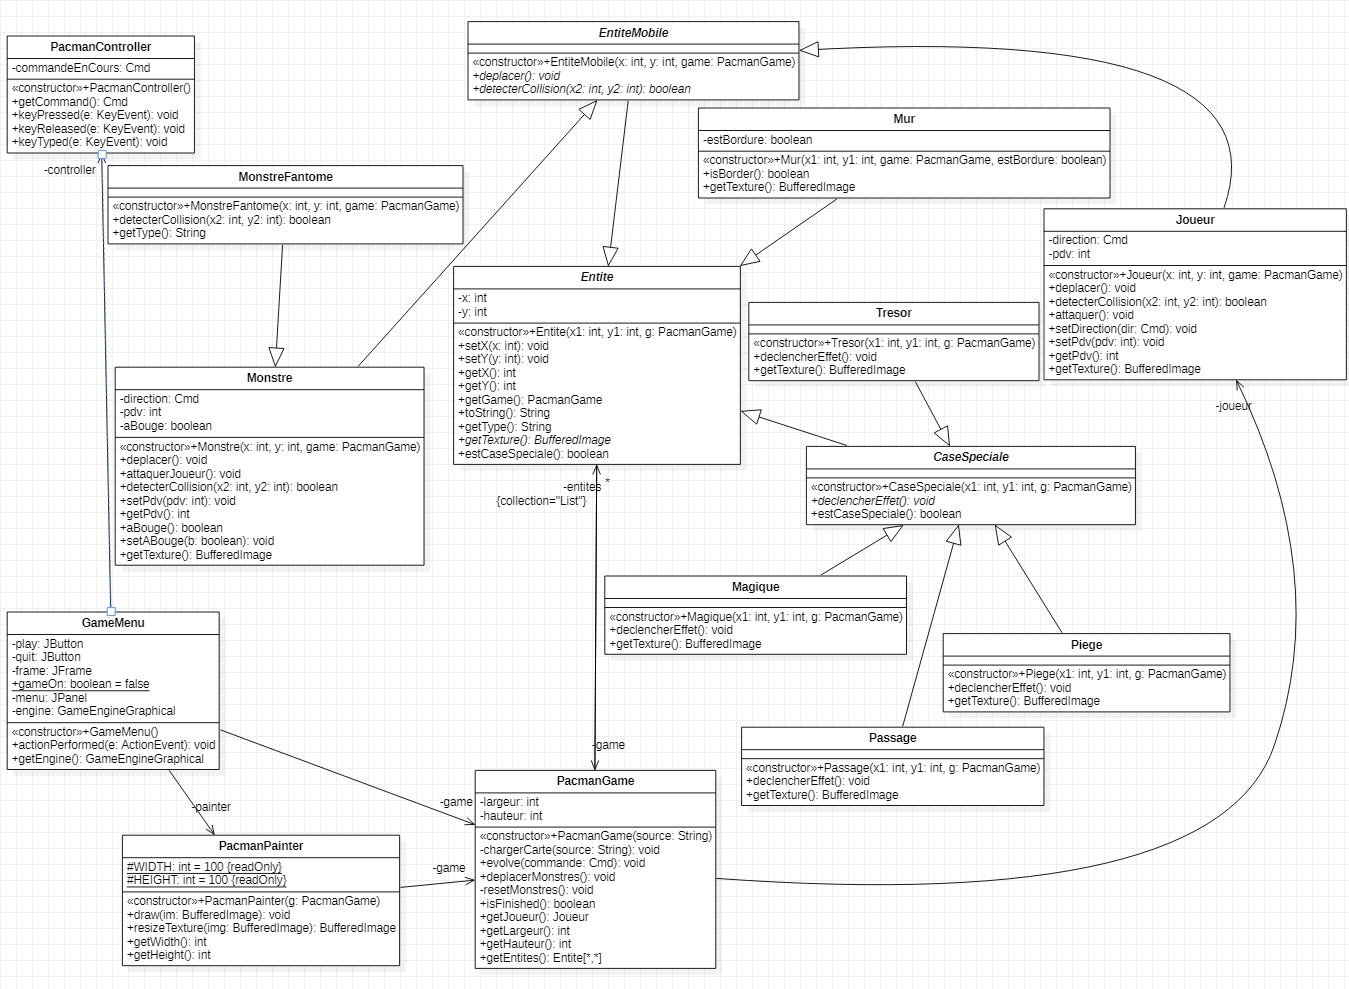 PacmanController
-commandeEnCours: Cmd
«constructor»+PacmanController()
+getCommand(): Cmd
+keyPressed(e: KeyEvent): void
+keyReleased(e: KeyEvent): void
+keyTyped(e: KeyEvent): void
-controller
EntiteMobile
«constructor»+EntiteMobile(x: int, y: int, game: PacmanGame)
+deplacer(): void
+detecterCollision(x2: int, y2: int): boolean
Mur
-estBordure: boolean
«constructor»+Mur(x1: int, y1: int, game: PacmanGame, estBordure: boolean)
+isBorder(): boolean
+getTexture(): BufferedImage
MonstreFantome
«constructor»+MonstreFantome(x: int, y: int, game: PacmanGame)
+detecterCollision(x2: int, y2: int): boolean
+getType(): String
Joueur
-direction: Cmd
-pdv: int
«constructor»+Joueur(x: int, y: int, game: PacmanGame)
+deplacer(): void
+detecterCollision(x2: int, y2: int): boolean
+attaquer(): void
+setDirection(dir: Cmd): void
+setPdv(pdv: int): void
+getPdv(): int
+getTexture(): BufferedImage
-joueur
Entite
-x: int
-y: int
«constructor»+Entite(x1: int, y1: int, g: PacmanGame)
+setX(x: int): void
+setY(y: int): void
+getX(): int
+getY(): int
+getGame(): PacmanGame
+toString(): String
+getType(): String
+getTexture(): BufferedImage
+estCaseSpeciale(): boolean
-entites *
{collection="List"}
Tresor
«constructor»+Tresor(x1: int, y1: int, g: PacmanGame)
+declencherEffet(): void
+getTexture(): BufferedImage
Monstre
-direction: Cmd
-pdv: int
-aBouge: boolean
«constructor»+Monstre(x: int, y: int, game: PacmanGame)
+deplacer(): void
+attaquerJoueur(): void
+detecterCollision(x2: int, y2: int): boolean
+setPdv(pdv: int): void
+getPdv(): int
+aBouge(): boolean
+setABouge(b: boolean): void
+getTexture(): BufferedImage
CaseSpeciale
«constructor»+CaseSpeciale(x1: int, y1: int, g: PacmanGame)
+declencherEffet(): void
+estCaseSpeciale(): boolean
Magique
«constructor»+Magique(x1: int, y1: int, g: PacmanGame)
+declencherEffet(): void
+getTexture(): BufferedImage
Piege
«constructor»+Piege(x1: int, y1: int, g: PacmanGame)
+declencherEffet(): void
+getTexture(): BufferedImage
Passage
«constructor»+Passage(x1: int, y1: int, g: PacmanGame)
+declencherEffet(): void
+getTexture(): BufferedImage
GameMenu
-play: JButton
-quit: JButton
-frame: JFrame
+gameOn: boolean = false
-menu: JPanel
-engine: GameEngineGraphical
«constructor»+GameMenu()
+actionPerformed(e: ActionEvent): void
+getEngine(): GameEngineGraphical
-painter
-game
-game
-game
PacmanPainter
#WIDTH: int = 100 {readOnly}
#HEIGHT: int = 100 {readOnly}
«constructor»+PacmanPainter(g: PacmanGame)
+draw(im: BufferedImage): void
+resizeTexture(img: BufferedImage): BufferedImage
+getWidth(): int
+getHeight(): int
PacmanGame
-largeur: int
-hauteur: int
«constructor»+PacmanGame(source: String)
-chargerCarte(source: String): void
+evolve(commande: Cmd): void
+deplacerMonstres(): void
-resetMonstres(): void
+isFinished(): boolean
+getJoueur(): Joueur
+getLargeur(): int
+getHauteur(): int
+getEntites(): Entite[*,*]